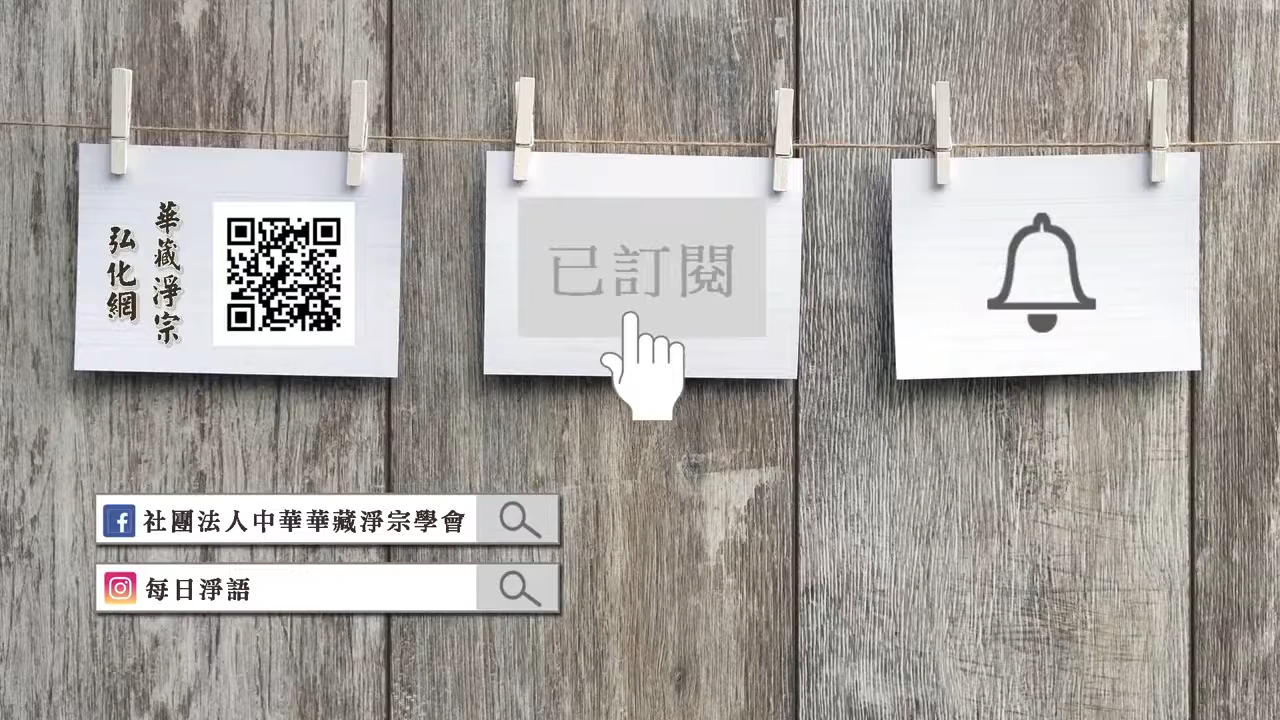 華藏淨宗
弘化網
已訂閱
社團法人中華華藏淨宗學會
每日淨語